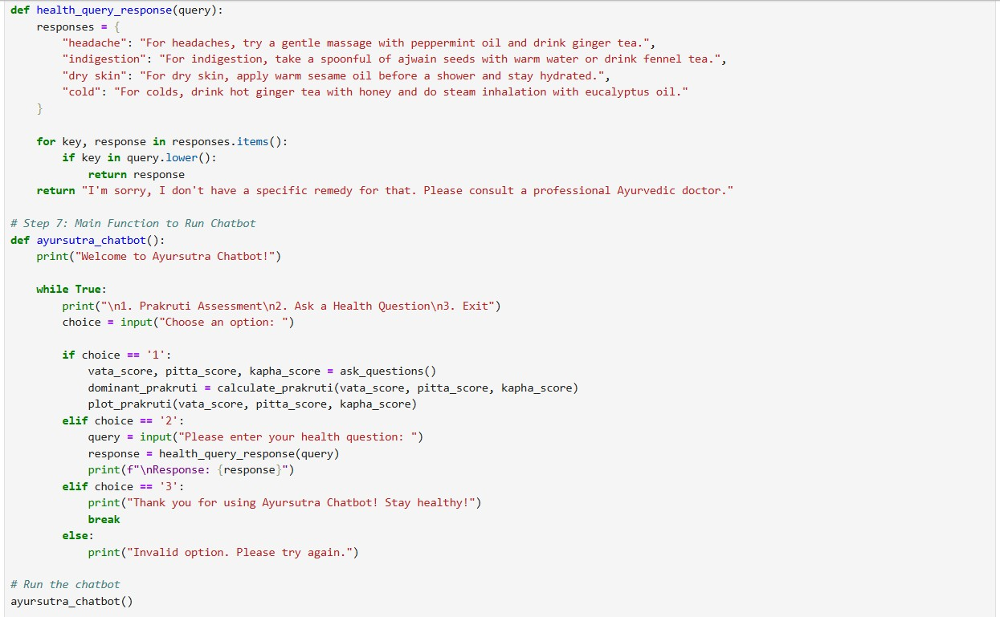 def health_query_response(query):
    responses = {
        "headache": "For headaches, try a gentle massage with peppermint oil and drink ginger tea.",
        "indigestion": "For indigestion, take a spoonful of ajwain seeds with warm water or drink fennel tea.",
        "dry skin": "For dry skin, apply warm sesame oil before a shower and stay hydrated.",
        "cold": "For colds, drink hot ginger tea with honey and do steam inhalation with eucalyptus oil."
    }

    for key, response in responses.items():
        if key in query.lower():
            return response
    return "I'm sorry, I don't have a specific remedy for that. Please consult a professional Ayurvedic doctor."

# Step 7: Main Function to Run Chatbot
def ayursutra_chatbot():
    print("Welcome to Ayursutra Chatbot!")

    while True:
        print("\n1. Prakruti Assessment\n2. Ask a Health Question\n3. Exit")
        choice = input("Choose an option: ")

        if choice == '1':
            vata_score, pitta_score, kapha_score = ask_questions()
            dominant_prakruti = calculate_prakruti(vata_score, pitta_score, kapha_score)
            plot_prakruti(vata_score, pitta_score, kapha_score)
        elif choice == '2':
            query = input("Please enter your health question: ")
            response = health_query_response(query)
            print(f"\nResponse: {response}")
        elif choice == '3':
            print("Thank you for using Ayursutra Chatbot! Stay healthy!")
            break
        else:
            print("Invalid option. Please try again.")

# Run the chatbot
ayursutra_chatbot()